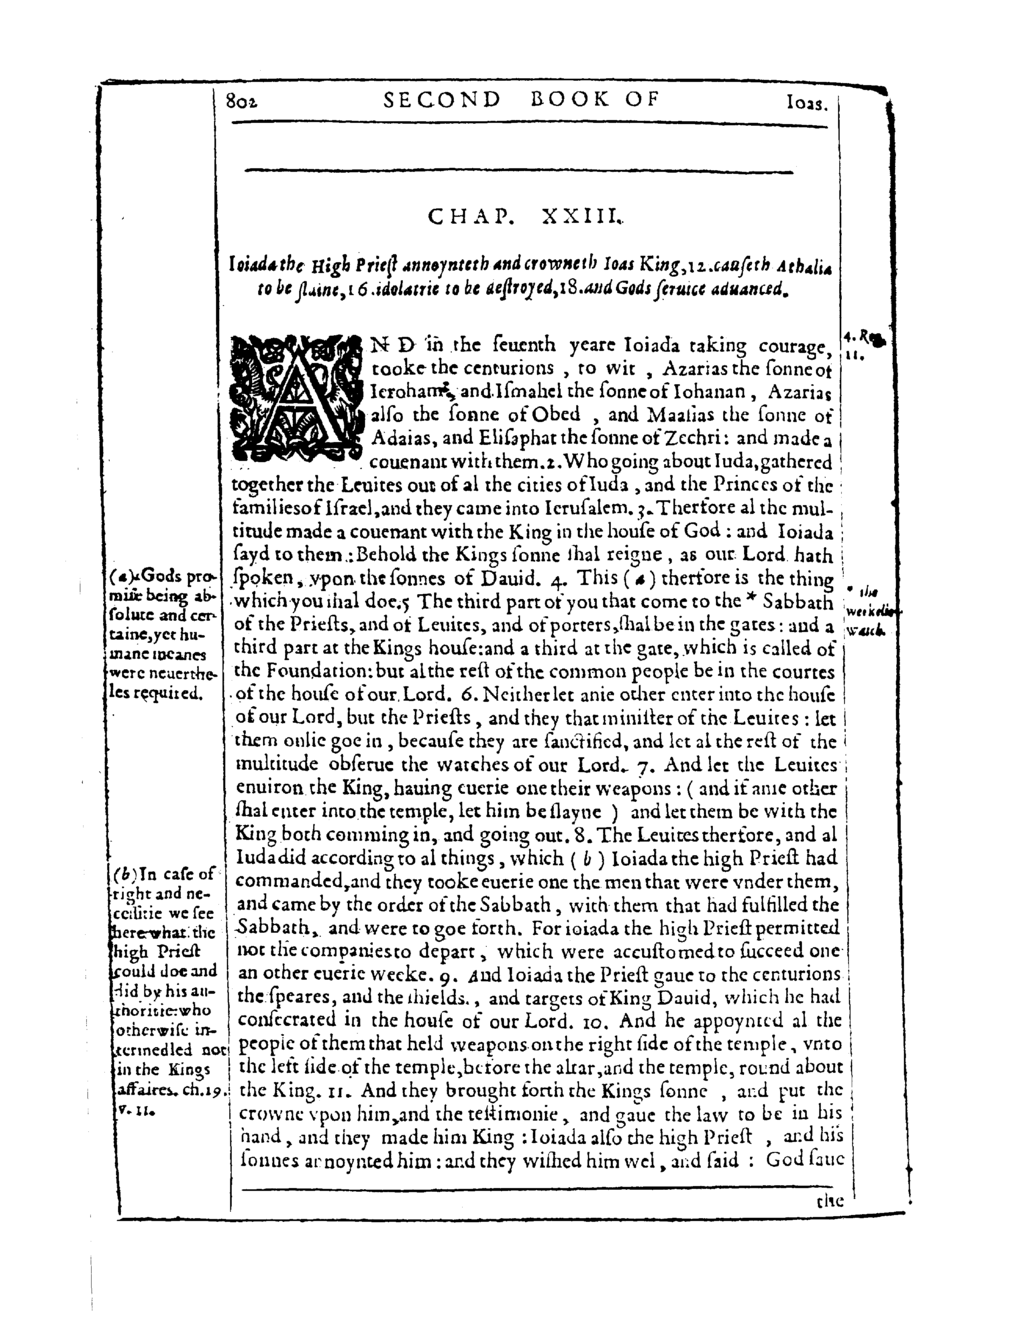 802 SECOND BOOK OF Ioas.
CHAP. XXIII.
Ioiada the High Prieſt annoynteth and crowneth Ioas King, 12. cauſeth Athalia
to be ſlaine, 16. idolatrie to be deſtroyed, 18. and Gods ſeruice aduanced.
AND in the ſeuenth yeare Ioiada taking courage,
tooke the centurions, to wit, Azarias the ſonne of
Ieroham, and Iſmahel the ſonne of Iohanan, Azarias
alſo the ſonne of Obed, and Maaſias the ſonne of
Adaias, and Eliſaphat the ſonne of Zechri: and made a
couenant with them. 2. Who going about Iuda, gathered
together the Leuites out of al the cities of Iuda, and the Princes of the
families of Iſrael, and they came into Ieruſalem. 3. Therfore al the mul-
titude made a couenant with the King in the houſe of God: and Ioiada
ſayd to them: Behold the Kings ſonne ſhal reigne, as our Lord hath
ſpoken, vpon the ſonnes of Dauid. 4. This (a) therfore is the thing
which you ſhal doe. 5 The third part of you that come to the * Sabbath
of the Prieſts, and of Leuites, and of porters, ſhal be in the gates: and a
third part at the Kings houſe: and a third at the gate, which is called of
the Foundation: but al the reſt of the common people be in the courtes
of the houſe of our Lord. 6. Neither let anie other enter into the houſe
of our Lord, but the Prieſts, and they that miniſter of the Leuites: let
them onlie goe in, becauſe they are ſanctified, and let al the reſt of the
multitude obſerue the watches of our Lord. 7. And let the Leuites
enuiron the King, hauing euerie one their weapons: (and if anie other
ſhal enter into the temple, let him be ſlayne) and let them be with the
King both comming in, and going out. 8. The Leuites therfore, and al
Iuda did according to al things, which (b) Ioiada the high Prieſt had
commanded, and they tooke euerie one the men that were vnder them,
and came by the order of the Sabbath, with them that had fulfilled the
Sabbath, and were to goe forth. For ioiada the high Prieſt permitted
not the companies to depart, which were accuſtomed to ſucceed one
an other euerie weeke. 9. And Ioiada the Prieſt gaue to the centurions
the ſpeares, and the ſhields, and targets of King Dauid, which he had
conſecrated in the houſe of our Lord. 10. And he appoynted al the
people of them that held weapons on the right ſide of the temple, vnto
the left ſide of the temple, before the altar, and the temple, round about
the King. 11. And they brought forth the Kings ſonne, and put the
crowne vpon him, and the teſtimonie, and gaue the law to be in his
hand, and they made him King: Ioiada alſo the high Prieſt, and his
ſonnes annoynted him: and they wiſhed him wel, and ſaid: God ſaue
the
4. Reg.
11.
* the
weekelie
watch.
(a) Gods pro-
miſe being ab-
ſolute and cer-
taine, yet hu-
mane meanes
were neuerthe-
les required.
(b) In caſe of
right and ne-
ceſſitie we ſee
here what the
high Prieſt
could doe and
did by his au-
thoritie: who
otherwiſe in-
termedled not
in the Kings
affaires. ch. 19.
v. 11.